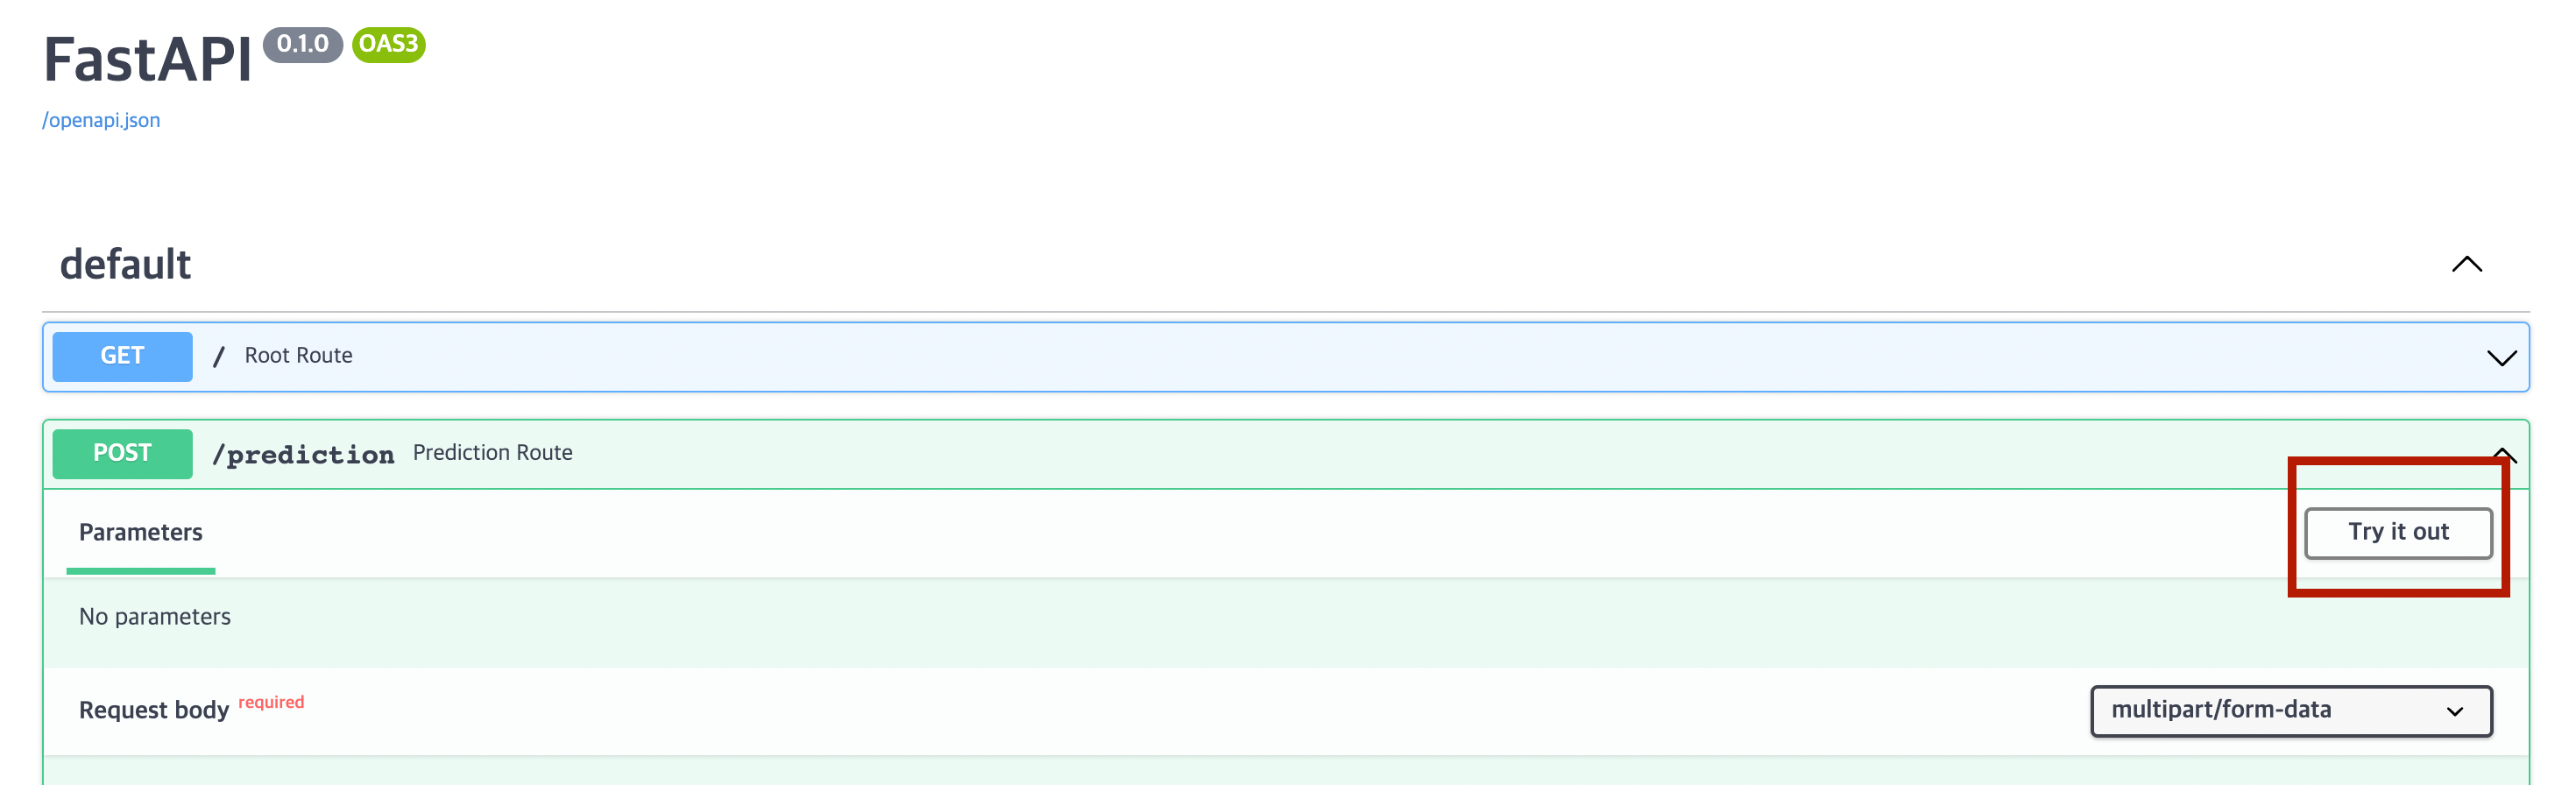 FastAPI 0.1.0 OAS3
/openapi.json
default
GET / Root Route
POST /prediction Prediction Route
Parameters Try it out
No parameters
Request body required multipart/form-data